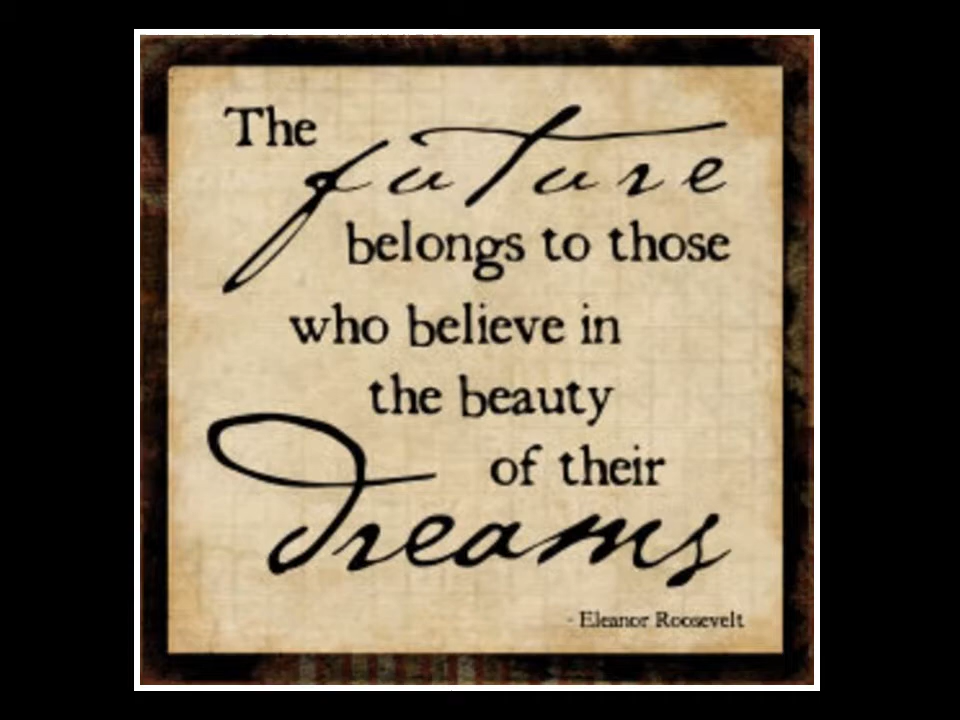 The
future
belongs to those
who believe in
the beauty
of their
dreams
- Eleanor Roosevelt